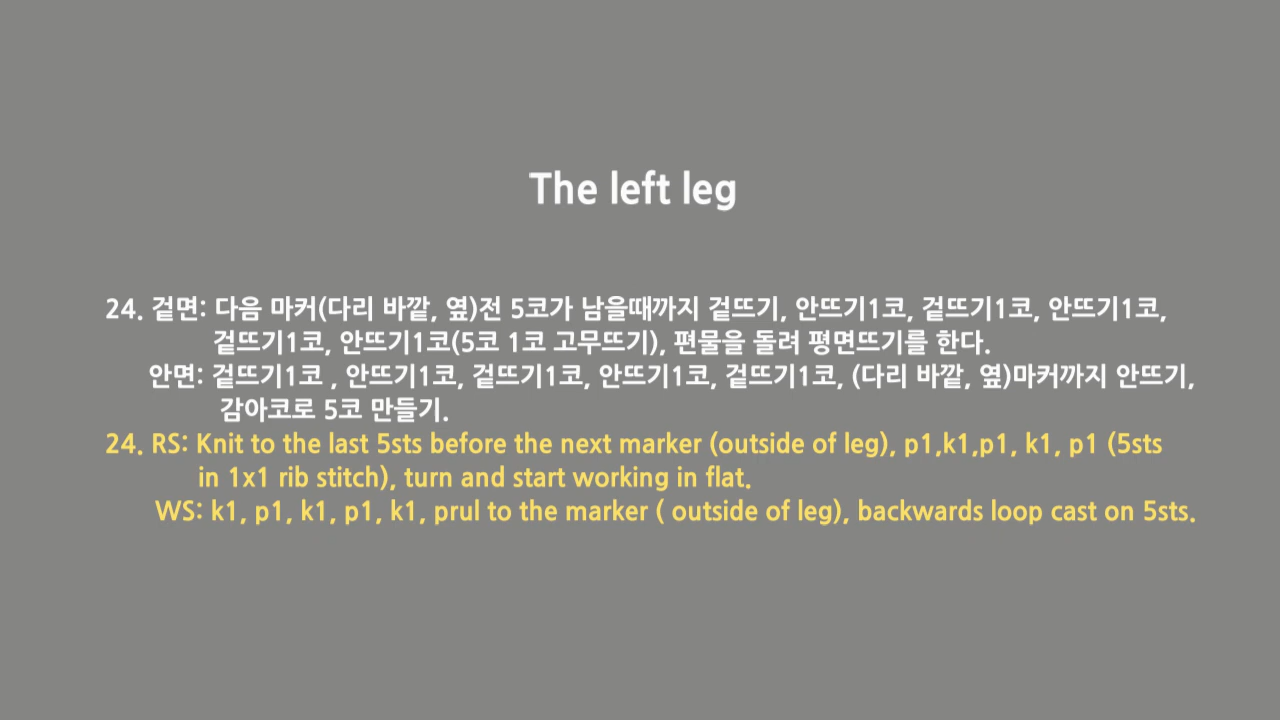 The left leg
24. 겉면: 다음 마커(다리 바깥, 옆)전 5코가 남을때까지 겉뜨기, 안뜨기1코, 겉뜨기1코, 안뜨기1코,
겉뜨기1코, 안뜨기1코(5코 1코 고무뜨기), 편물을 돌려 평면뜨기를 한다.
안면: 겉뜨기1코 , 안뜨기1코, 겉뜨기1코, 안뜨기1코, 겉뜨기1코, (다리 바깥, 옆)마커까지 안뜨기,
감아코로 5코 만들기.
24. RS: Knit to the last 5sts before the next marker (outside of leg), p1,k1,p1, k1, p1 (5sts
in 1x1 rib stitch), turn and start working in flat.
WS: k1, p1, k1, p1, k1, prul to the marker ( outside of leg), backwards loop cast on 5sts.